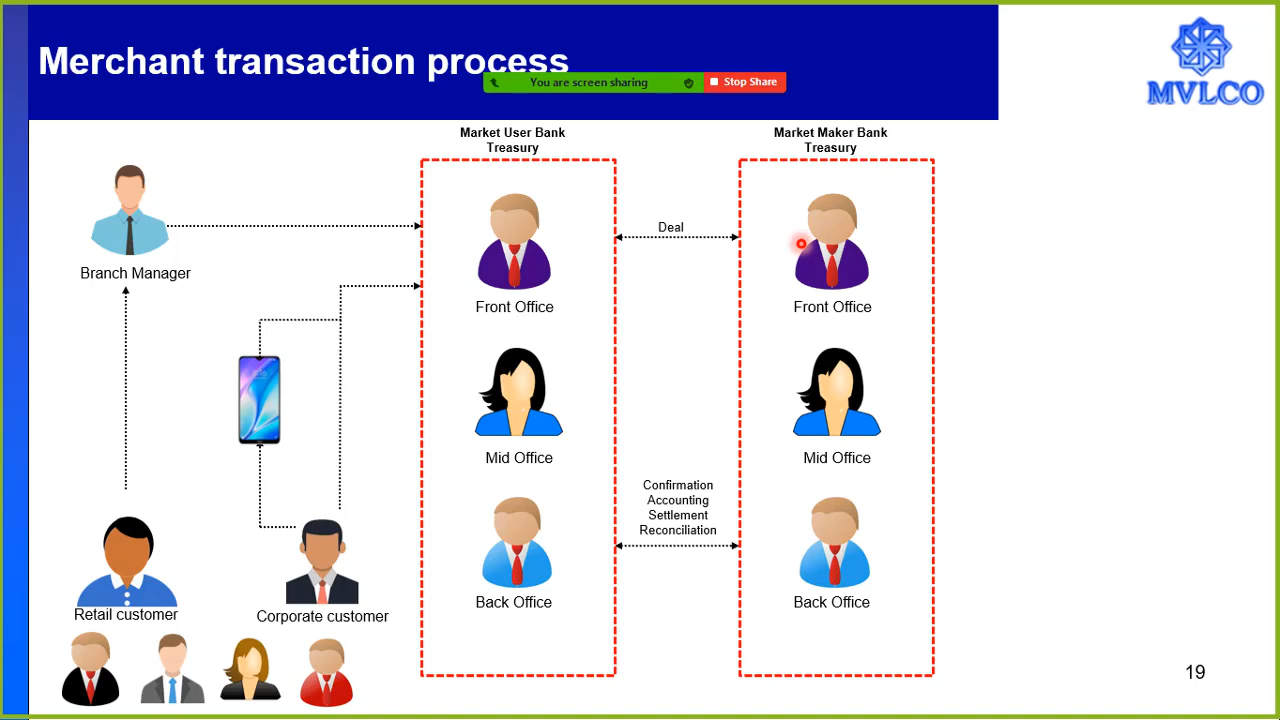 Merchant transaction process
You are screen sharing
Stop Share
MVLCO
Market User Bank
Treasury
Market Maker Bank
Treasury
Branch Manager
Front Office
Deal
Front Office
Mid Office
Mid Office
Confirmation
Accounting
Settlement
Reconciliation
Retail customer
Corporate customer
Back Office
Back Office
19